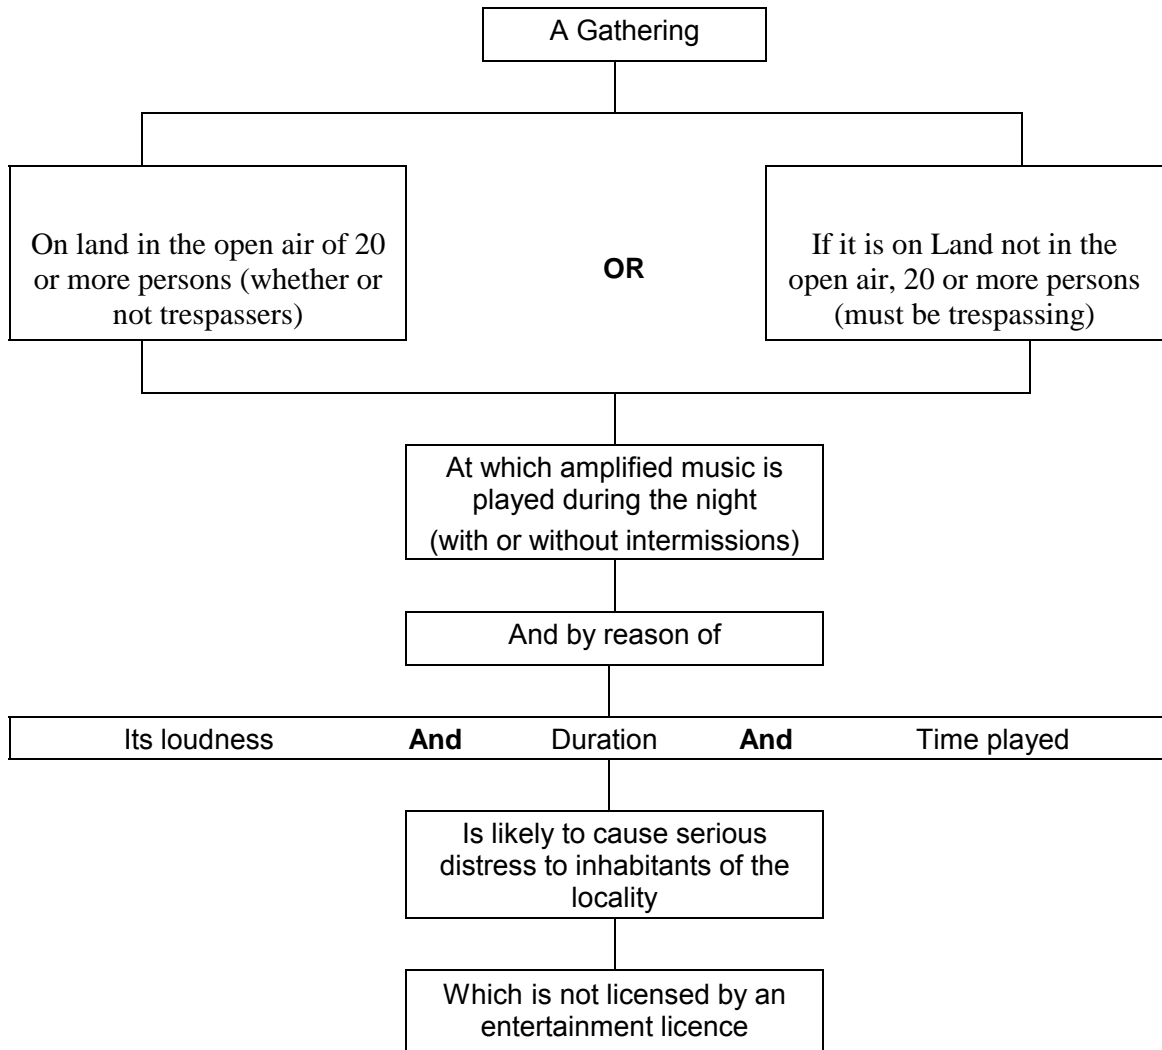 A Gathering
On land in the open air of 20
or more persons (whether or
not trespassers)
OR
If it is on Land not in the
open air, 20 or more persons
(must be trespassing)
At which amplified music is
played during the night
(with or without intermissions)
And by reason of
Its loudness And Duration And Time played
Is likely to cause serious
distress to inhabitants of the
locality
Which is not licensed by an
entertainment licence